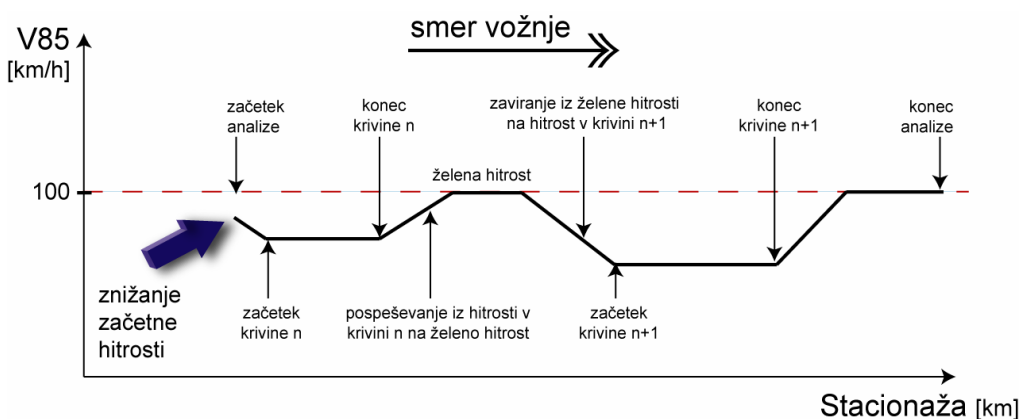 smer vožnje
V85
[km/h]
začetek
analize
konec
krivine n
zaviranje iz želene hitrosti
na hitrost v krivini n+1
konec
krivine n+1
konec
analize
želena hitrost
100
znižanje
začetne
hitrosti
začetek
krivine n
pospeševanje iz hitrosti v
krivini n na želeno hitrost
začetek
krivine n+1
Stacionaža [km]